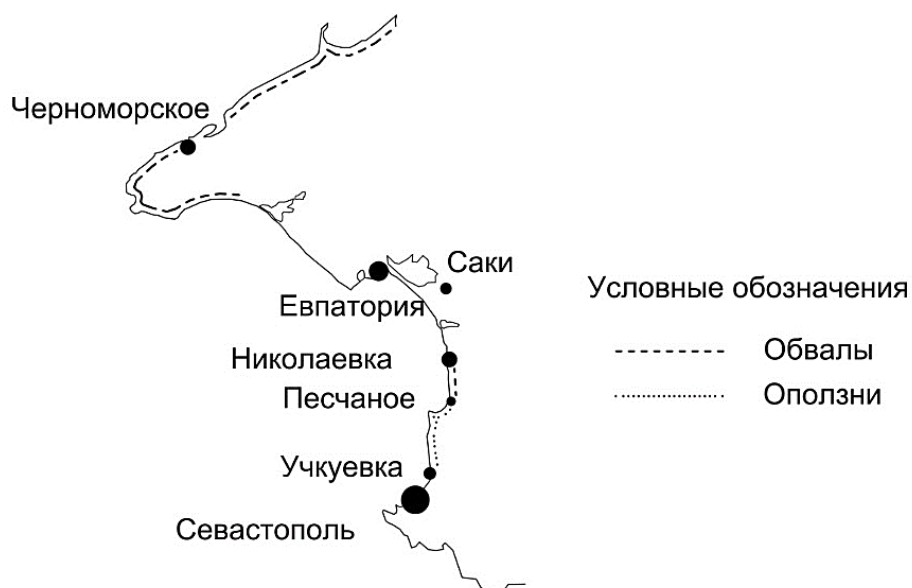 Черноморское
Саки
Евпатория
Условные обозначения
Николаевка
Обвалы
Песчаное
Оползни
Учкуевка
Севастополь